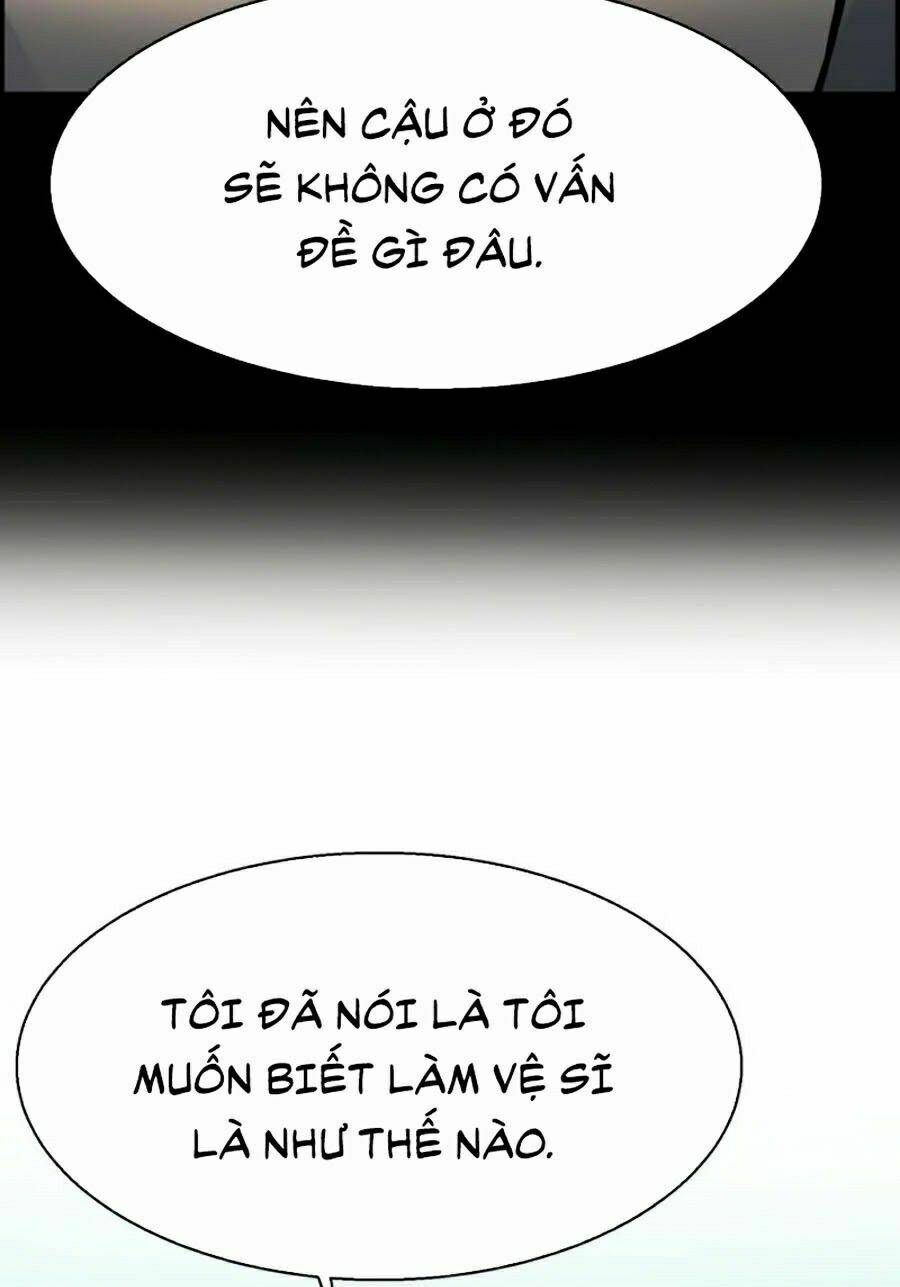 NÊN CẬU Ở ĐÓ
SẼ KHÔNG CÓ VẤN
ĐỀ GÌ ĐÂU.
TÔI ĐÃ NÓI LÀ TÔI
MUỐN BIẾT LÀM VỆ SĨ
LÀ NHƯ THẾ NÀO.